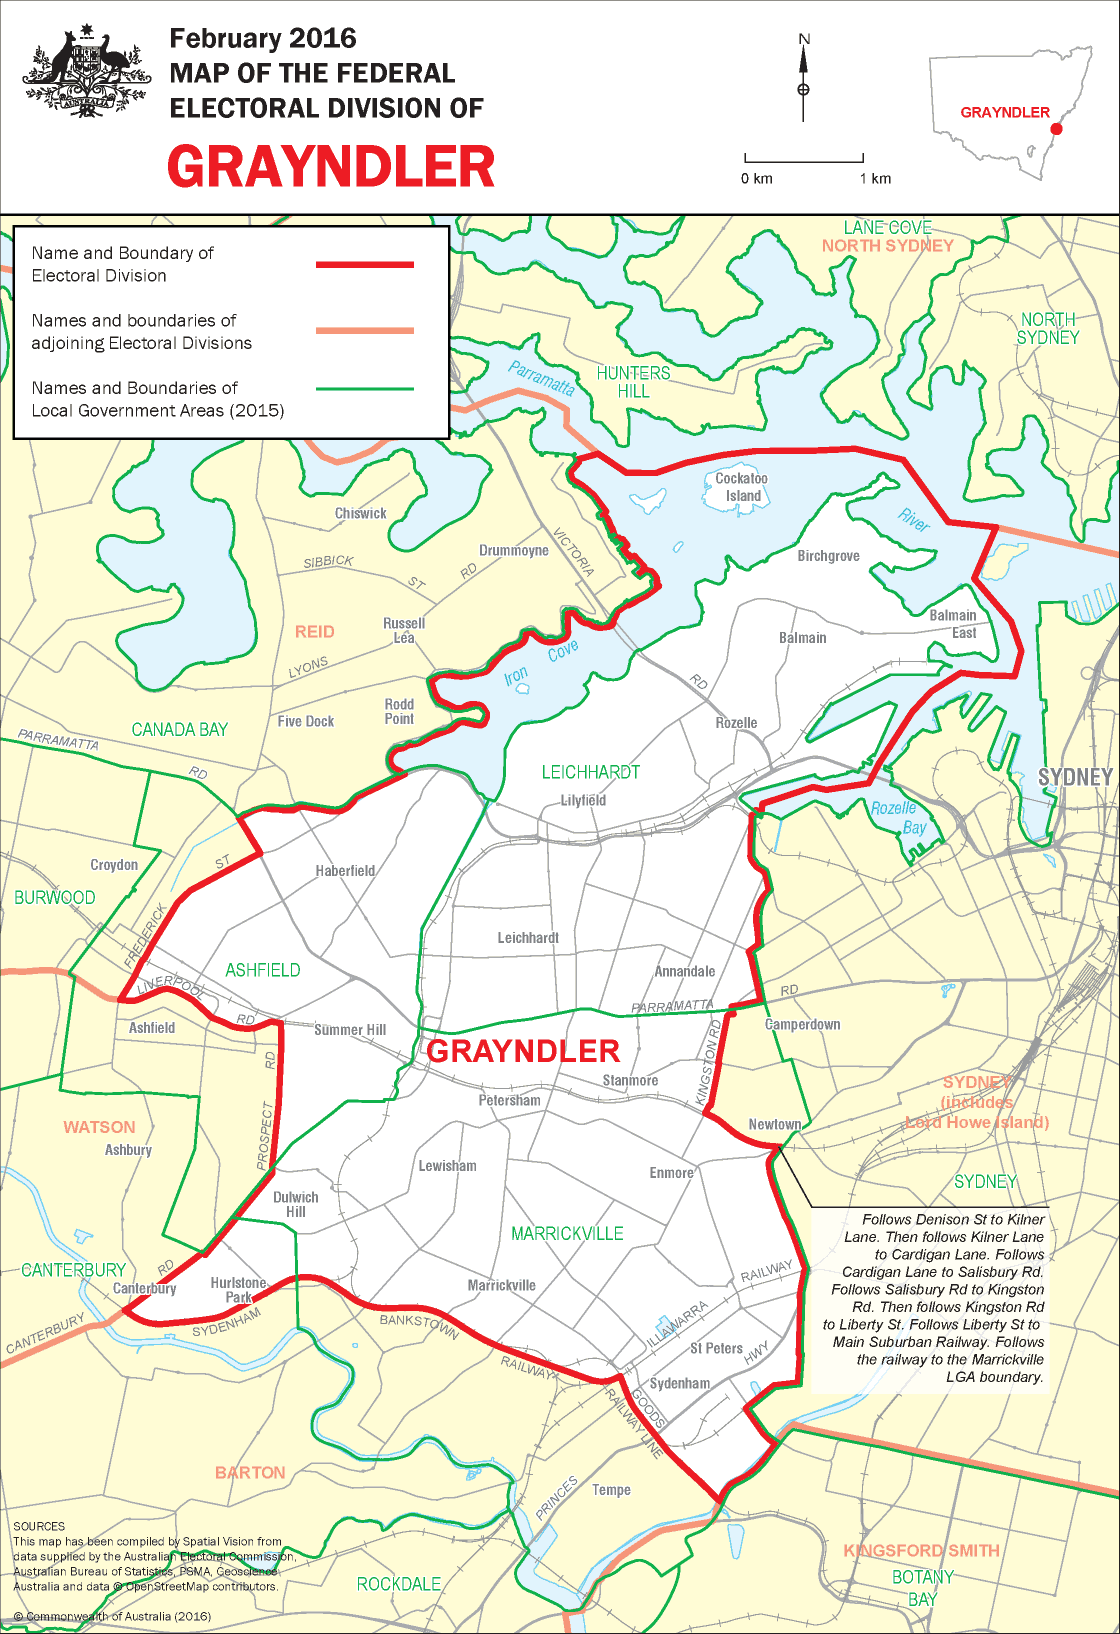 February 2016
MAP OF THE FEDERAL
ELECTORAL DIVISION OF
GRAYNDLER
AUSTRALIA
N
0 km
1 km
GRAYNDLER
Name and Boundary of
Electoral Division
Names and boundaries of
adjoining Electoral Divisions
Names and Boundaries of
Local Government Areas (2015)
LANE COVE
NORTH SYDNEY
NORTH
SYDNEY
HUNTERS
HILL
Parramatta
Cockatoo
Island
River
Chiswick
Drummoyne
VICTORIA
RD
SIBBICK
ST
RD
Birchgrove
Balmain
East
Balmain
REID
Russell
Lea
LYONS
Iron
Cove
Rodd
Point
Five Dock
CANADA BAY
PARRAMATTA
RD
Rozelle
LEICHHARDT
Lilyfield
SYDNEY
Rozelle
Bay
Croydon
ST
Haberfield
BURWOOD
FREDERICK
Leichhardt
ASHFIELD
Annandale
LIVERPOOL
RD
PARRAMATTA
RD
Ashfield
Summer Hill
Camperdown
GRAYNDLER
RD
KINGSTON RD
Stanmore
Petersham
SYDNEY
(includes
Lord Howe Island)
WATSON
Ashbury
PROSPECT
Newtown
Lewisham
Enmore
SYDNEY
Dulwich
Hill
MARRICKVILLE
Follows Denison St to Kilner
Lane. Then follows Kilner Lane
to Cardigan Lane. Follows
Cardigan Lane to Salisbury Rd.
Follows Salisbury Rd to Kingston
Rd. Then follows Kingston Rd
to Liberty St. Follows Liberty St to
Main Suburban Railway. Follows
the railway to the Marrickville
LGA boundary.
CANTERBURY
RD
Canterbury
Hurlstone
Park
Marrickville
RAILWAY
CANTERBURY
SYDENHAM
BANKSTOWN
ILLAWARRA
St Peters
HWY
RAILWAY
Sydenham
GOODS
RAILWAY LINE
BARTON
PRINCES
Tempe
SOURCES
This map has been compiled by Spatial Vision from
data supplied by the Australian Electoral Commission,
Australian Bureau of Statistics, PSMA, Geoscience
Australia and data © OpenStreetMap contributors.
© Commonwealth of Australia (2016)
ROCKDALE
KINGSFORD SMITH
BOTANY
BAY